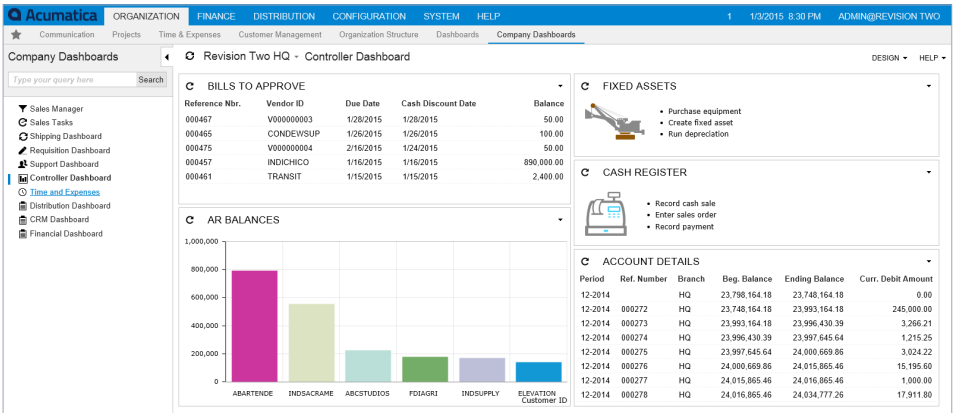 Acumatica ORGANIZATION FINANCE DISTRIBUTION CONFIGURATION SYSTEM HELP 1 1/3/2015 8:30 PM ADMIN@REVISION TWO
Communication Projects Time & Expenses Customer Management Organization Structure Dashboards Company Dashboards
Company Dashboards
Type your query here Search
Sales Manager
Sales Tasks
Shipping Dashboard
Requisition Dashboard
Support Dashboard
Controller Dashboard
Time and Expenses
Distribution Dashboard
CRM Dashboard
Financial Dashboard
Revision Two HQ - Controller Dashboard
DESIGN HELP
BILLS TO APPROVE
Reference Nbr. Vendor ID Due Date Cash Discount Date Balance
000467 V000000003 1/28/2015 1/28/2015 50.00
000465 CONDEWSUP 1/26/2015 1/26/2015 100.00
000475 V000000004 2/16/2015 1/24/2015 50.00
000457 INDICHICO 1/16/2015 1/16/2015 890,000.00
000461 TRANSIT 1/15/2015 1/15/2015 2,400.00
AR BALANCES
1,000,000
800,000
600,000
400,000
200,000
0
ABARTENDE INDSACRAME ABCSTUDIOS FDIAGRI INDSUPPLY ELEVATION
Customer ID
FIXED ASSETS
• Purchase equipment
• Create fixed asset
• Run depreciation
CASH REGISTER
• Record cash sale
• Enter sales order
• Record payment
ACCOUNT DETAILS
Period Ref. Number Branch Beg. Balance Ending Balance Curr. Debit Amount
12-2014 HQ 23,798,164.18 23,748,164.18 0.00
12-2014 000272 HQ 23,748,164.18 23,993,164.18 245,000.00
12-2014 000273 HQ 23,993,164.18 23,996,430.39 3,266.21
12-2014 000274 HQ 23,996,430.39 23,997,645.64 1,215.25
12-2014 000275 HQ 23,997,645.64 24,000,669.86 3,024.22
12-2014 000276 HQ 24,000,669.86 24,015,865.46 15,195.60
12-2014 000277 HQ 24,015,865.46 24,016,865.46 1,000.00
12-2014 000278 HQ 24,016,865.46 24,034,777.26 17,911.80